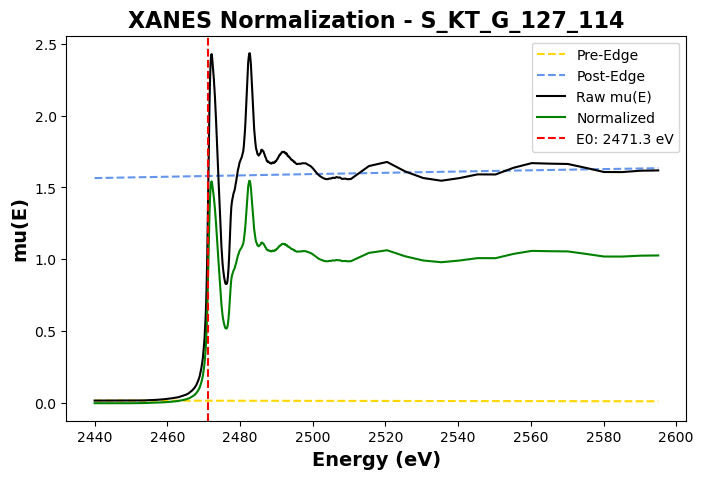 XANES Normalization - S_KT_G_127_114
mu(E)
2.5
2.0
1.5
1.0
0.5
0.0
Pre-Edge
Post-Edge
Raw mu(E)
Normalized
E0: 2471.3 eV
2440 2460 2480 2500 2520 2540 2560 2580 2600
Energy (eV)